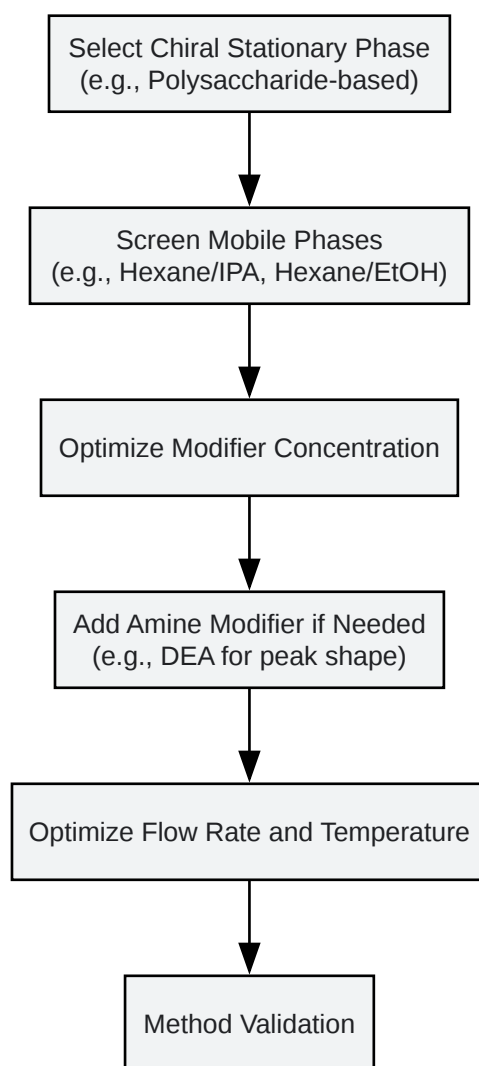 Select Chiral Stationary Phase
(e.g., Polysaccharide-based)
Screen Mobile Phases
(e.g., Hexane/IPA, Hexane/EtOH)
Optimize Modifier Concentration
Add Amine Modifier if Needed
(e.g., DEA for peak shape)
Optimize Flow Rate and Temperature
Method Validation